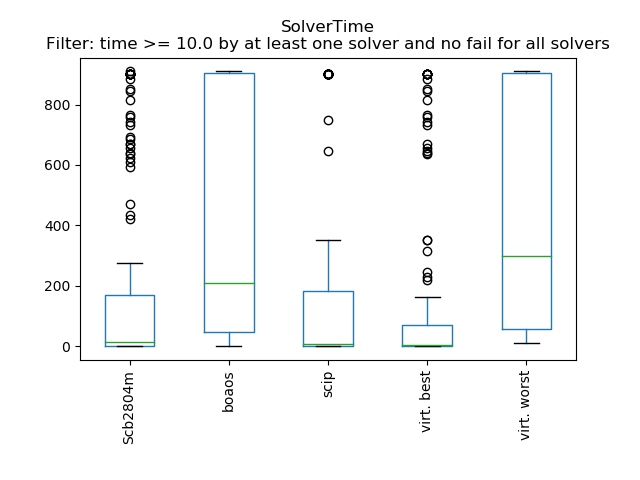 SolverTime
Filter: time >= 10.0 by at least one solver and no fail for all solvers
800
600
400
200
0
Scb2804m
boaos
scip
virt. best
virt. worst